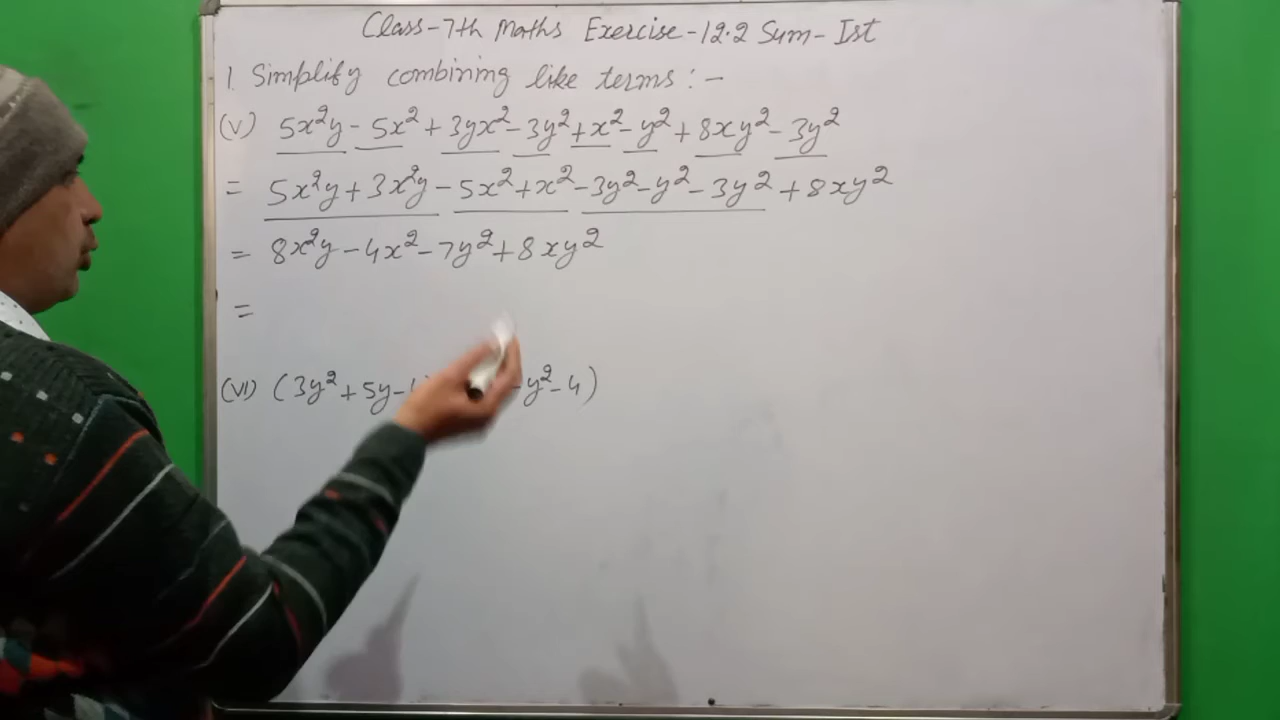 Class-7th Maths Exercise-12.2 Sum-Ist
1. Simplify combining like terms:-
(V) 5x²y - 5x² + 3yx² - 3y² + x² - y² + 8xy² - 3y²
= 5x²y + 3x²y - 5x² + x² - 3y² - y² - 3y² + 8xy²
= 8x²y - 4x² - 7y² + 8xy²
=
(VI) (3y² + 5y - - y² - 4)